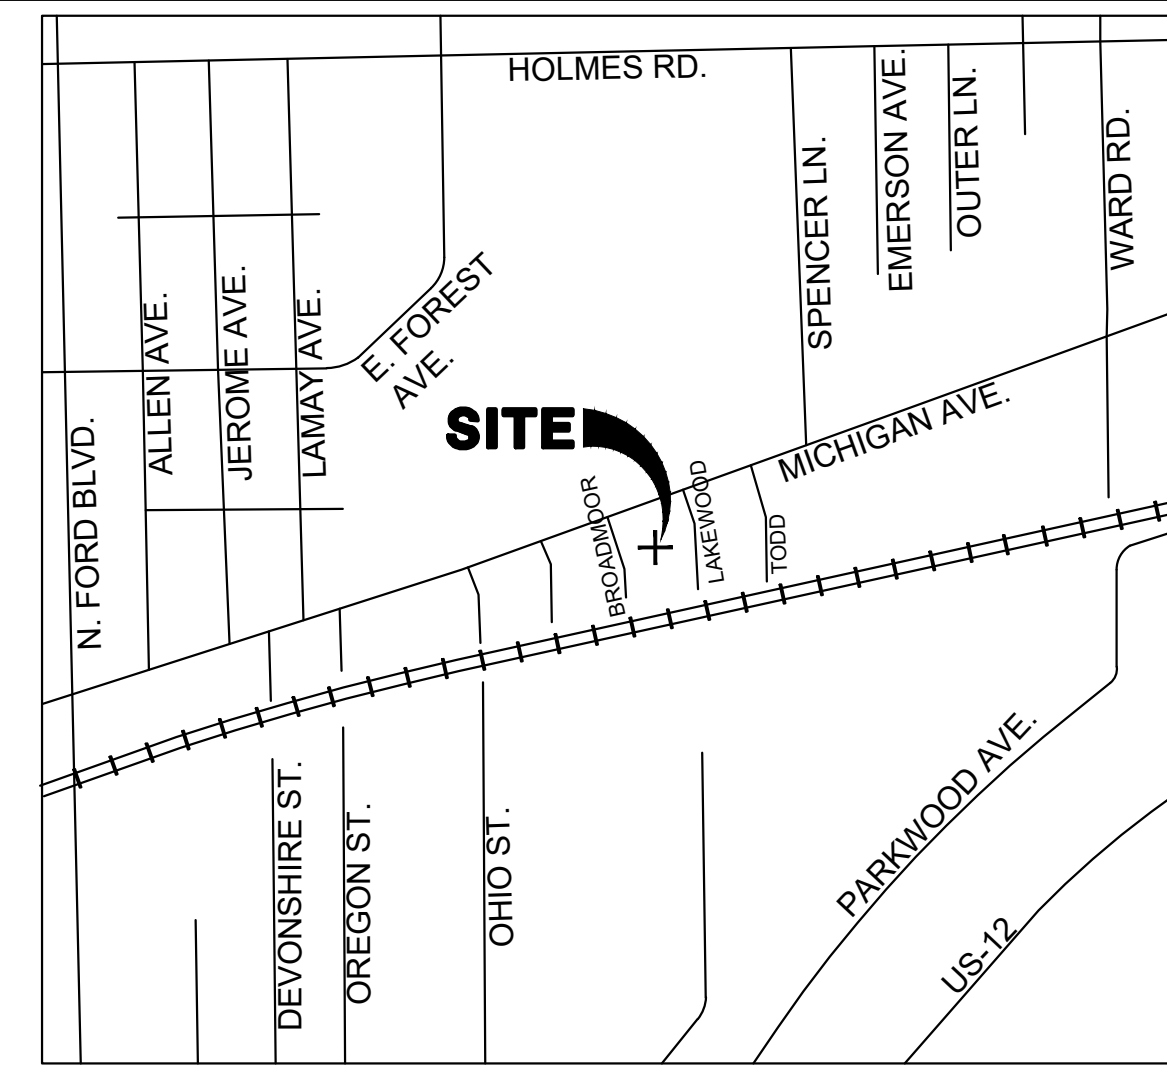 HOLMES RD.
EMERSON AVE.
OUTER LN.
WARD RD.
SPENCER LN.
E. FOREST
AVE.
ALLEN AVE.
JEROME AVE.
LAMAY AVE.
N. FORD BLVD.
SITE
MICHIGAN AVE.
BROADMOOR
LAKEWOOD
TODD
DEVONSHIRE ST.
OREGON ST.
OHIO ST.
PARKWOOD AVE.
US-12